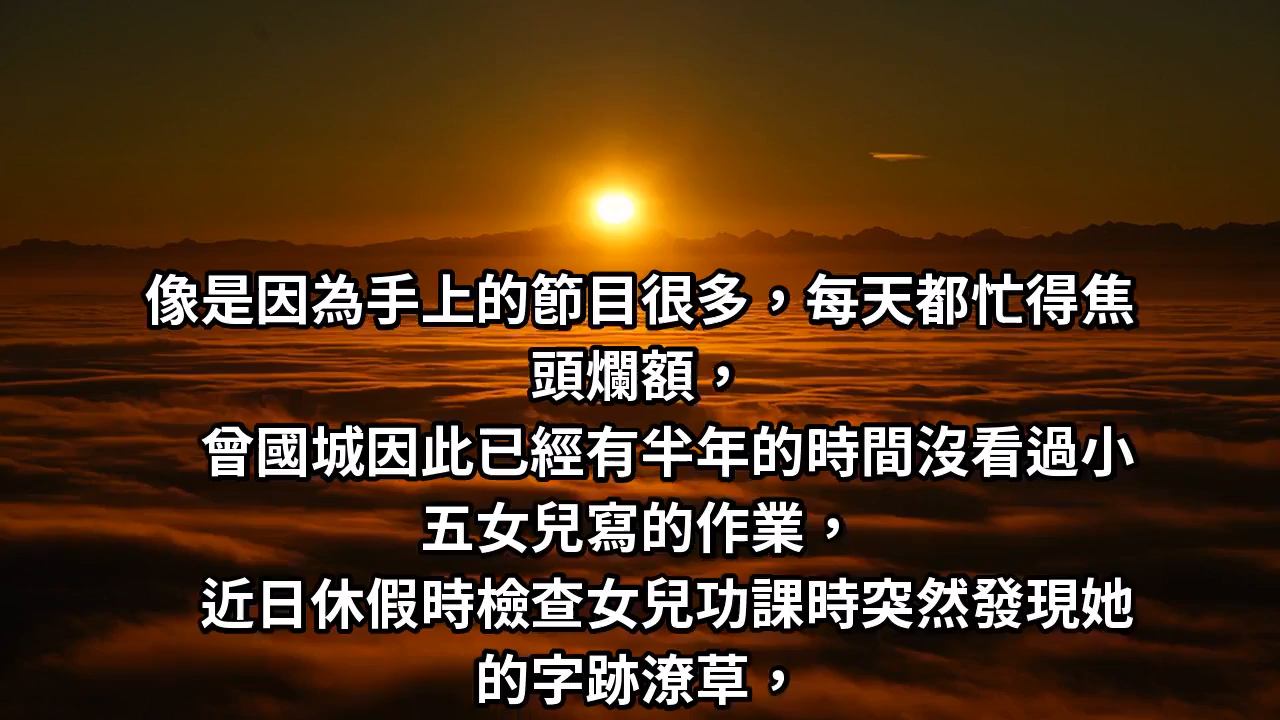 像是因為手上的節目很多，每天都忙得焦
頭爛額，
曾國城因此已經有半年的時間沒看過小
五女兒寫的作業，
近日休假時檢查女兒功課時突然發現她
的字跡潦草，